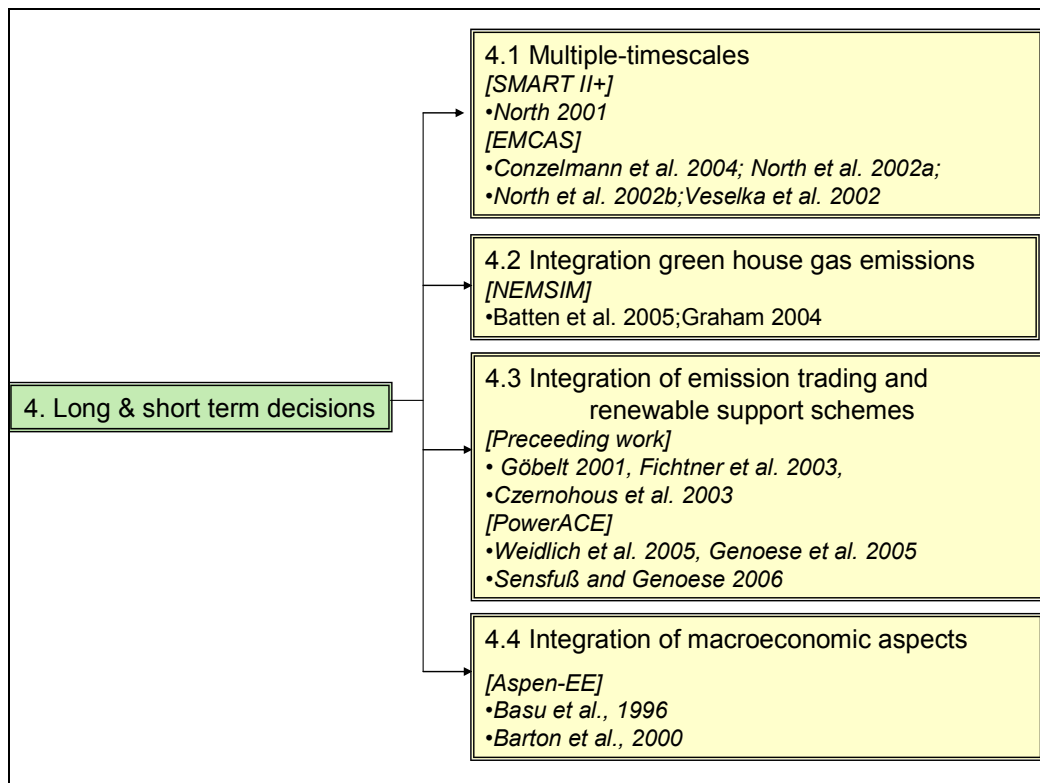 4. Long & short term decisions
4.1 Multiple-timescales
[SMART II+]
•North 2001
[EMCAS]
•Conzelmann et al. 2004; North et al. 2002a;
•North et al. 2002b;Veselka et al. 2002
4.2 Integration green house gas emissions
[NEMSIM]
•Batten et al. 2005;Graham 2004
4.3 Integration of emission trading and
renewable support schemes
[Preceeding work]
• Göbelt 2001, Fichtner et al. 2003,
•Czernohous et al. 2003
[PowerACE]
•Weidlich et al. 2005, Genoese et al. 2005
•Sensfuß and Genoese 2006
4.4 Integration of macroeconomic aspects
[Aspen-EE]
•Basu et al., 1996
•Barton et al., 2000